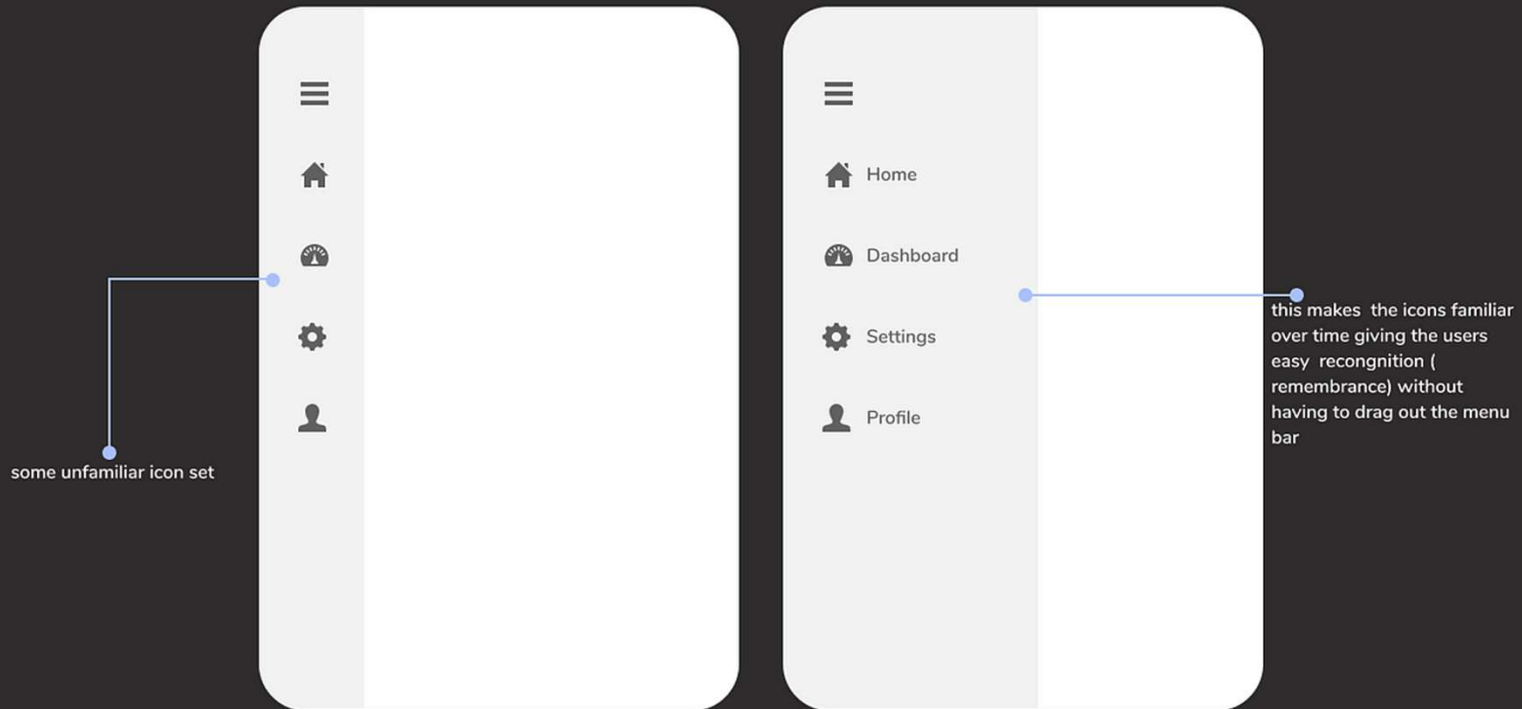 some unfamiliar icon set
Home
Dashboard
Settings
Profile
this makes  the icons familiar
over time giving the users
easy  recongnition (
remembrance) without
having to drag out the menu
bar